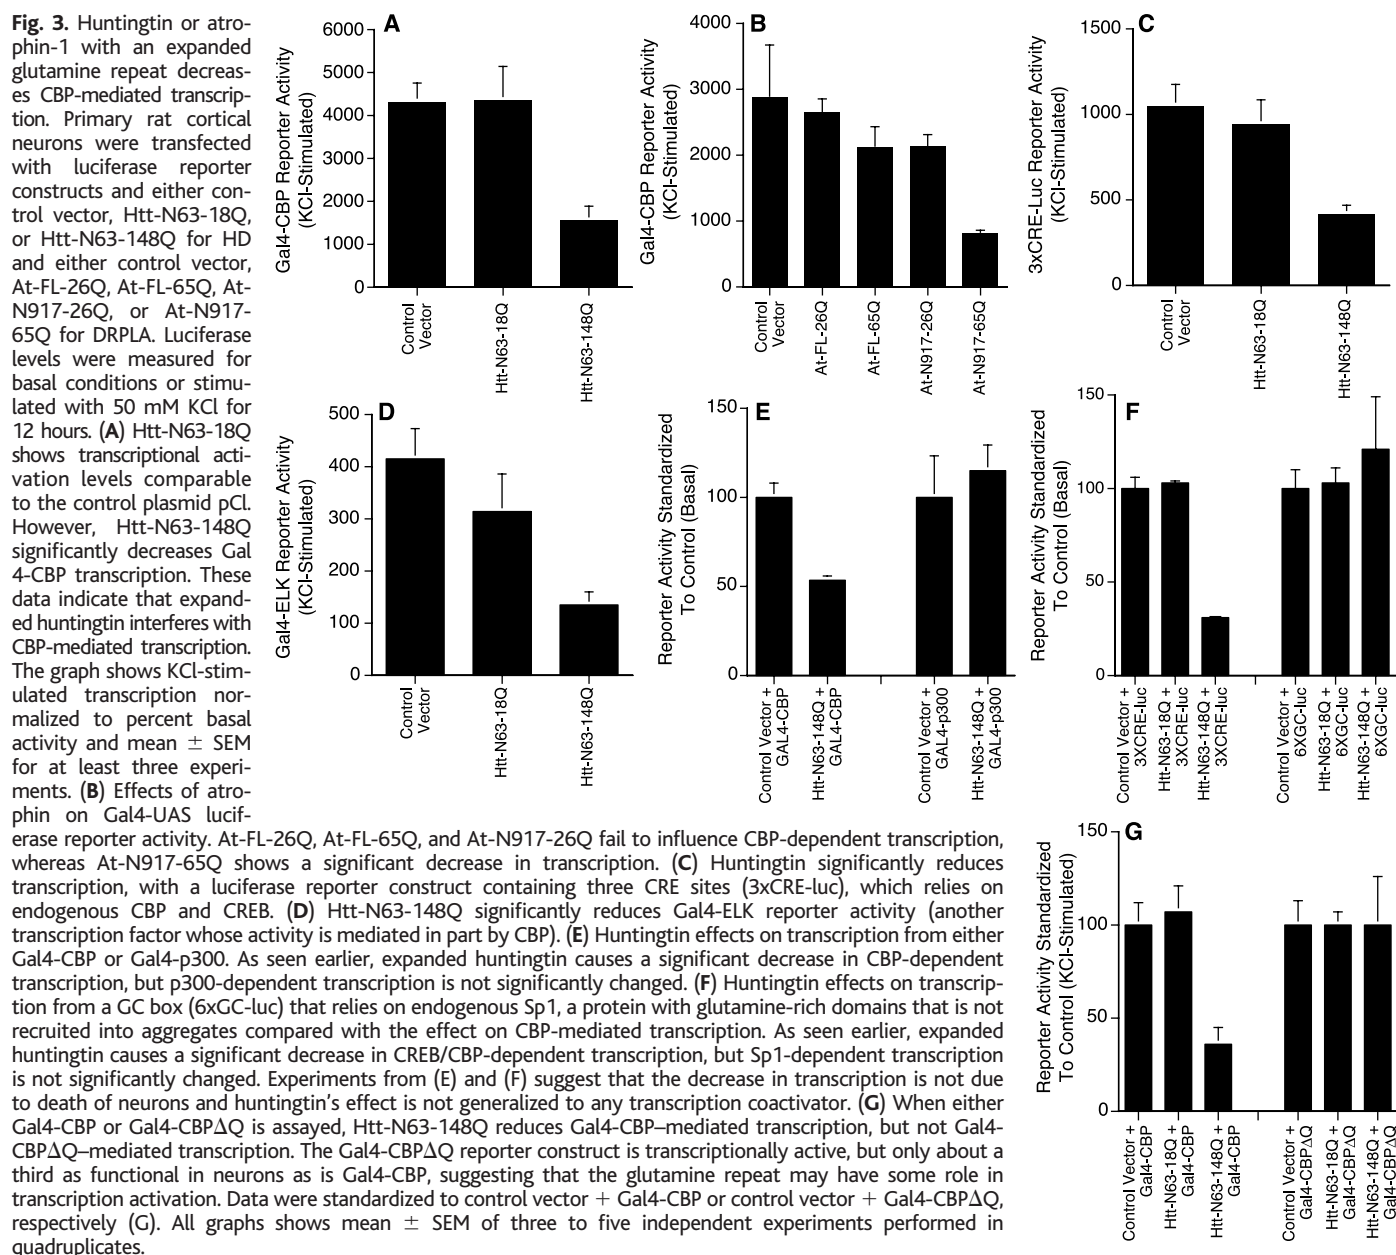 Fig. 3. Huntingtin or atro-
phin-1 with an expanded
glutamine repeat decreas-
es CBP-mediated transcrip-
tion. Primary rat cortical
neurons were transfected
with luciferase reporter
constructs and either con-
trol vector, Htt-N63-18Q,
or Htt-N63-148Q for HD
and either control vector,
At-FL-26Q, At-FL-65Q, At-
N917-26Q, or At-N917-
65Q for DRPLA. Luciferase
levels were measured for
basal conditions or stimu-
lated with 50 mM KCl for
12 hours. (A) Htt-N63-18Q
shows transcriptional acti-
vation levels comparable
to the control plasmid pCl.
However, Htt-N63-148Q
significantly decreases Gal
4-CBP transcription. These
data indicate that expand-
ed huntingtin interferes with
CBP-mediated transcription.
The graph shows KCl-stim-
ulated transcription nor-
malized to percent basal
activity and mean ± SEM
for at least three experi-
ments. (B) Effects of atro-
phin on Gal4-UAS lucif-
erase reporter activity. At-FL-26Q, At-FL-65Q, and At-N917-26Q fail to influence CBP-dependent transcription,
whereas At-N917-65Q shows a significant decrease in transcription. (C) Huntingtin significantly reduces
transcription, with a luciferase reporter construct containing three CRE sites (3xCRE-luc), which relies on
endogenous CBP and CREB. (D) Htt-N63-148Q significantly reduces Gal4-ELK reporter activity (another
transcription factor whose activity is mediated in part by CBP). (E) Huntingtin effects on transcription from either
Gal4-CBP or Gal4-p300. As seen earlier, expanded huntingtin causes a significant decrease in CBP-dependent
transcription, but p300-dependent transcription is not significantly changed. (F) Huntingtin effects on transcrip-
tion from a GC box (6xGC-luc) that relies on endogenous Sp1, a protein with glutamine-rich domains that is not
recruited into aggregates compared with the effect on CBP-mediated transcription. As seen earlier, expanded
huntingtin causes a significant decrease in CREB/CBP-dependent transcription, but Sp1-dependent transcription
is not significantly changed. Experiments from (E) and (F) suggest that the decrease in transcription is not due
to death of neurons and huntingtin's effect is not generalized to any transcription coactivator. (G) When either
Gal4-CBP or Gal4-CBPΔQ is assayed, Htt-N63-148Q reduces Gal4-CBP–mediated transcription, but not Gal4-
CBPΔQ–mediated transcription. The Gal4-CBPΔQ reporter construct is transcriptionally active, but only about a
third as functional in neurons as is Gal4-CBP, suggesting that the glutamine repeat may have some role in
transcription activation. Data were standardized to control vector + Gal4-CBP or control vector + Gal4-CBPΔQ,
respectively (G). All graphs shows mean ± SEM of three to five independent experiments performed in
quadruplicates.
A
Gal4-CBP Reporter Activity
(KCl-Stimulated)
6000
5000
4000
3000
2000
1000
0
Control
Vector
Htt-N63-18Q
Htt-N63-148Q
B
Gal4-CBP Reporter Activity
(KCl-Stimulated)
4000
3000
2000
1000
0
Control
Vector
At-FL-26Q
At-FL-65Q
At-N917-26Q
At-N917-65Q
C
3xCRE-Luc Reporter Activity
(KCl-Stimulated)
1500
1000
500
0
Control
Vector
Htt-N63-18Q
Htt-N63-148Q
D
Gal4-ELK Reporter Activity
(KCl-Stimulated)
500
400
300
200
100
0
Control
Vector
Htt-N63-18Q
Htt-N63-148Q
E
Reporter Activity Standardized
To Control (Basal)
150
100
50
0
Control Vector +
GAL4-CBP
Htt-N63-148Q +
GAL4-CBP
Control Vector +
GAL4-p300
Htt-N63-148Q +
GAL4-p300
F
Reporter Activity Standardized
To Control (Basal)
150
100
50
0
Control Vector +
3XCRE-luc
Htt-N63-18Q +
3XCRE-luc
Htt-N63-148Q +
3XCRE-luc
Control Vector +
6XGC-luc
Htt-N63-18Q +
6XGC-luc
Htt-N63-148Q +
6XGC-luc
G
Reporter Activity Standardized
To Control (KCl-Stimulated)
150
100
50
0
Control Vector +
Gal4-CBP
Htt-N63-18Q +
Gal4-CBP
Htt-N63-148Q +
Gal4-CBP
Control Vector +
Gal4-CBPΔQ
Htt-N63-18Q +
Gal4-CBPΔQ
Htt-N63-148Q +
Gal4-CBPΔQ